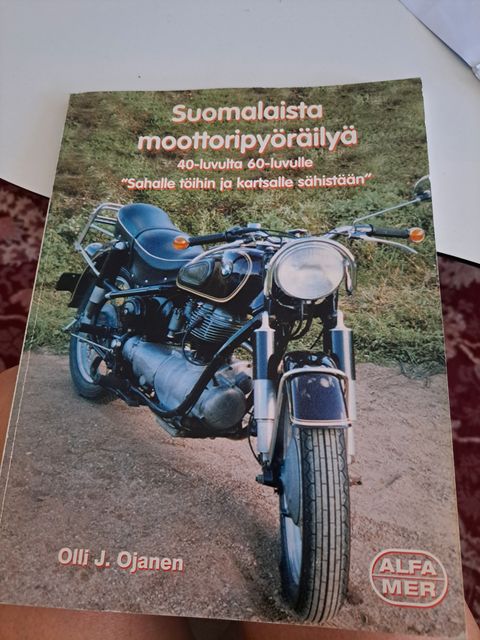 Suomalaista
moottoripyöräilyä
40-luvulta 60-luvulle
"Sahalle töihin ja kartsalle sähistään"
Olli J. Ojanen
ALFA
MER